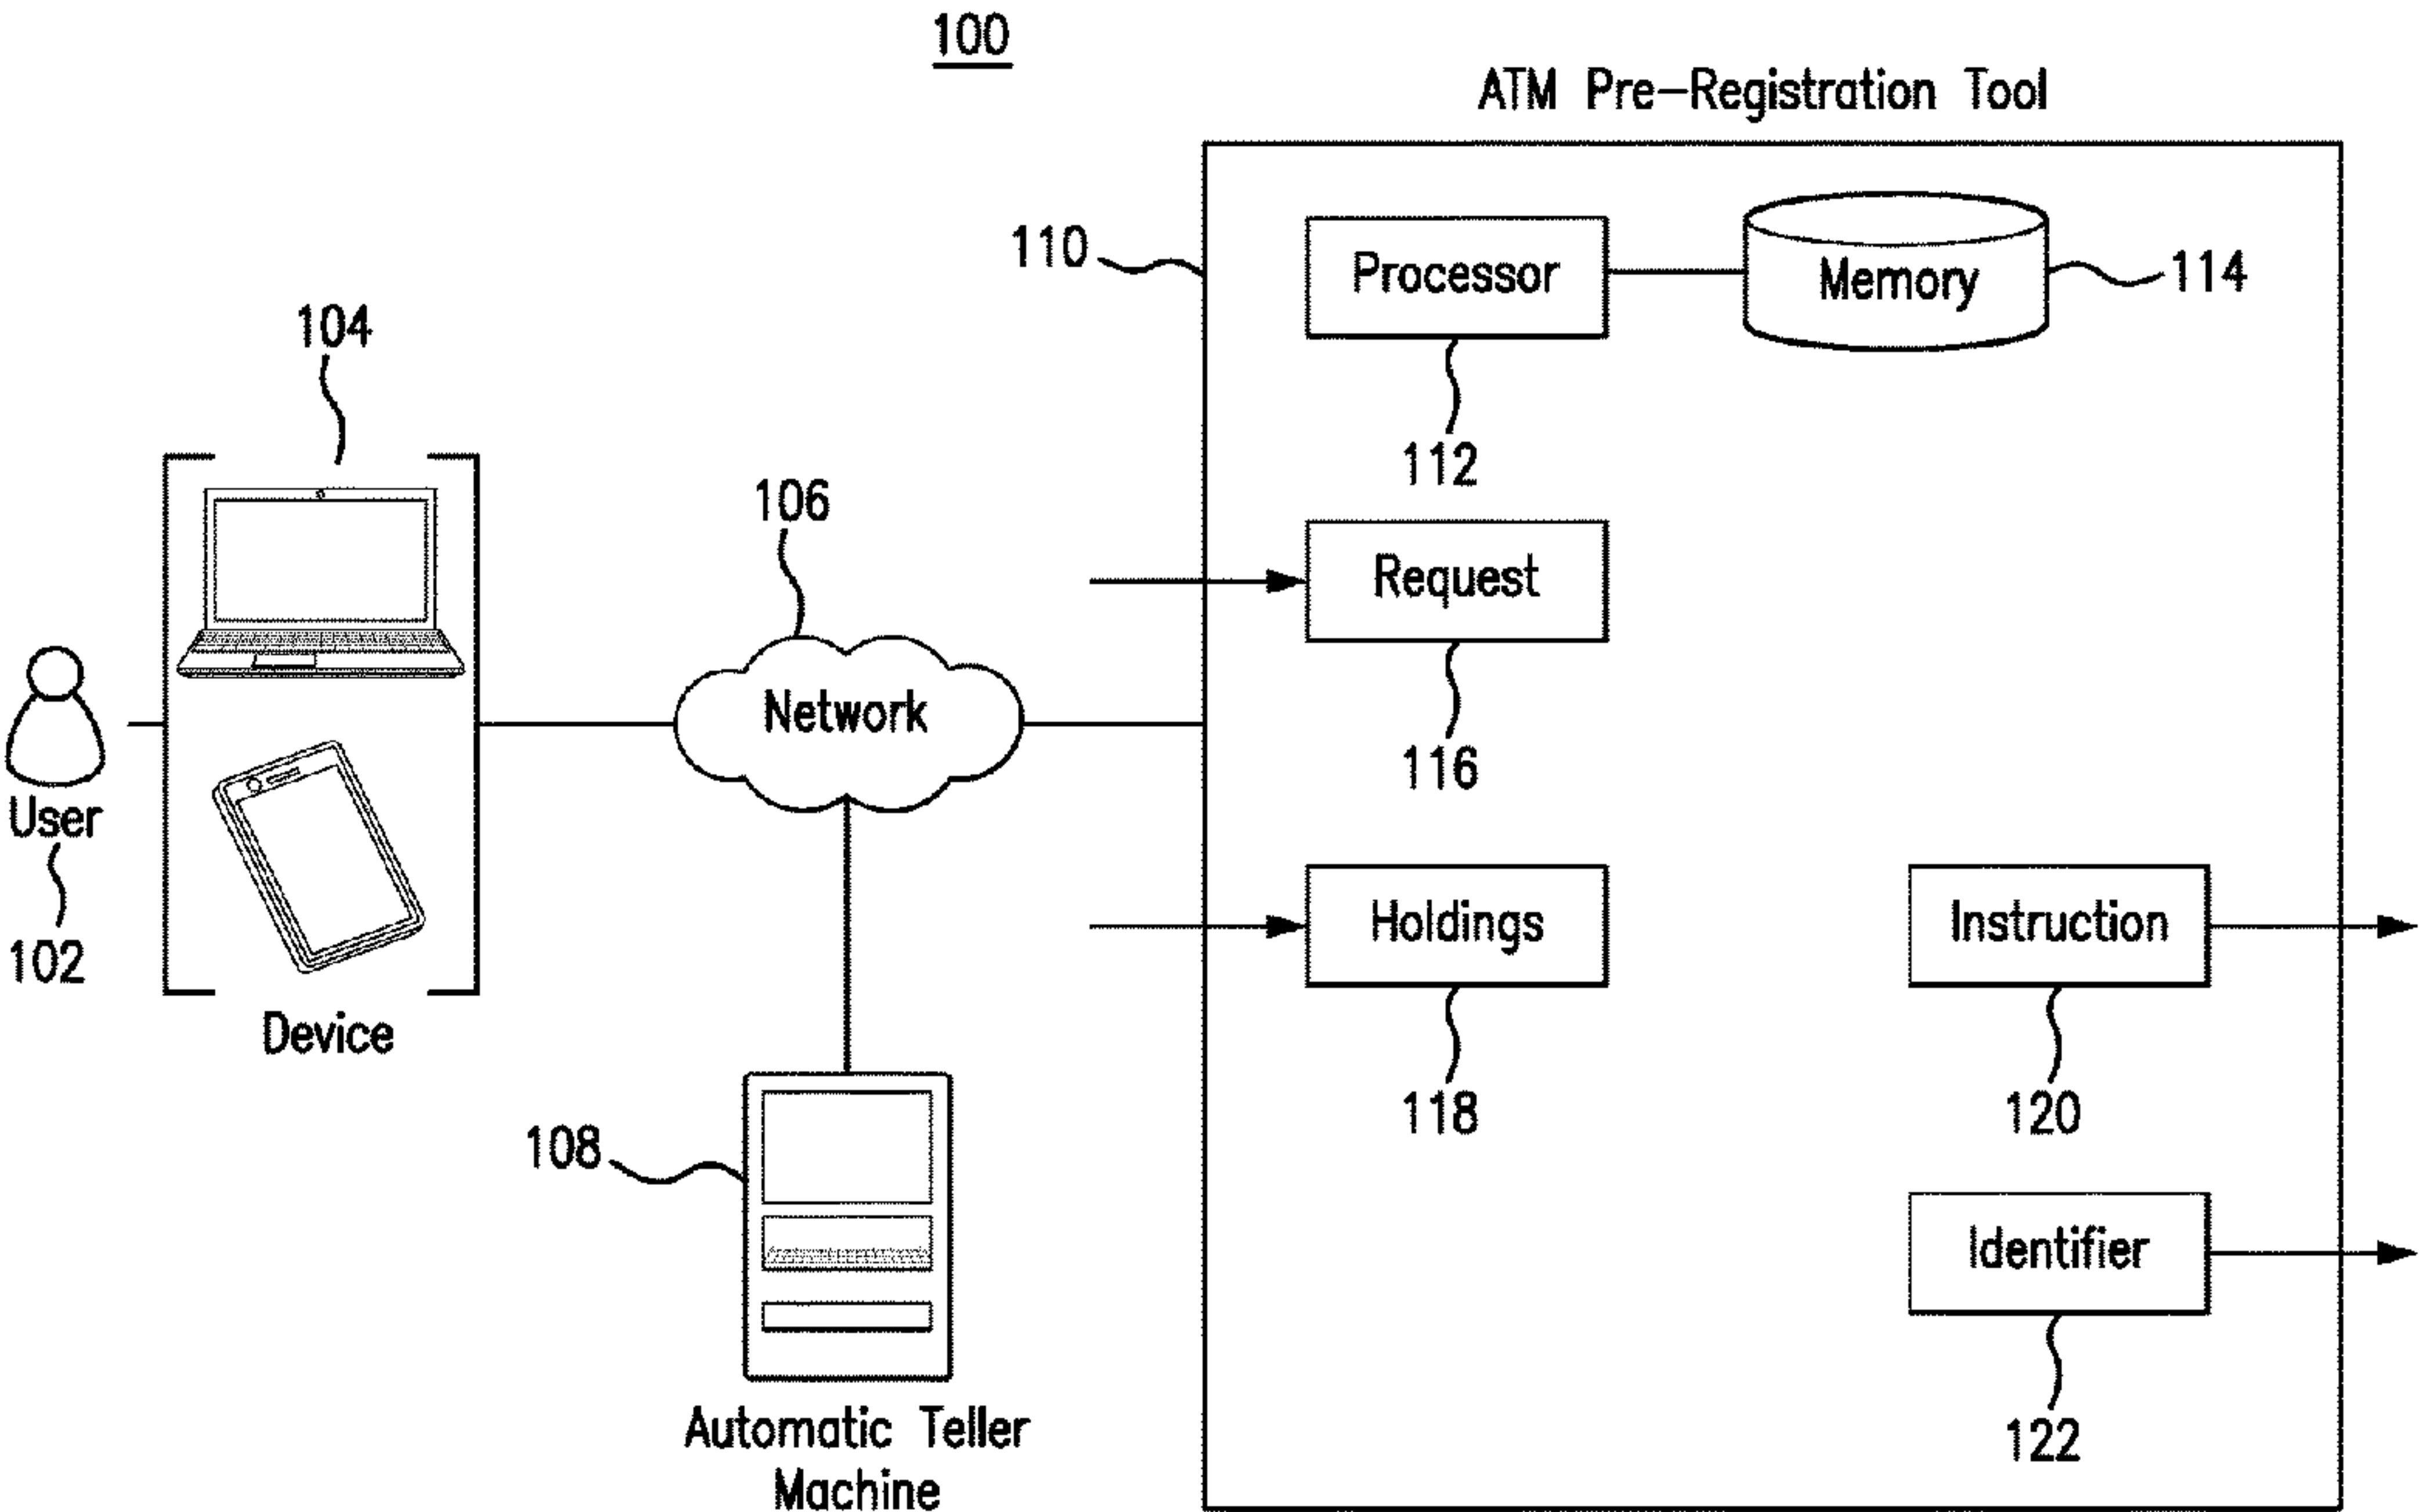 100
ATM Pre-Registration Tool
110
Processor
Memory
114
104
112
106
Request
Network
116
User
102
Holdings
Instruction
Device
118
120
108
Identifier
Automatic Teller
Machine
122